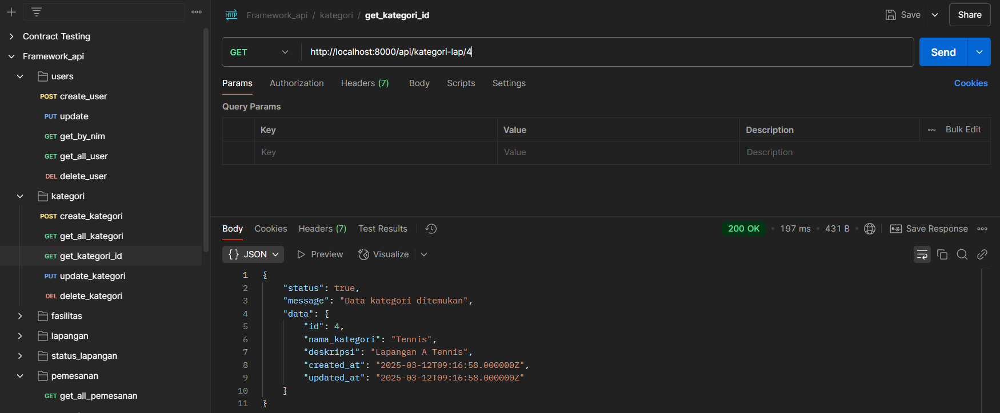 Contract Testing
Framework_api
users
POST create_user
PUT update
GET get_by_nim
GET get_all_user
DEL delete_user
kategori
POST create_kategori
GET get_all_kategori
GET get_kategori_id
PUT update_kategori
DEL delete_kategori
fasilitas
lapangan
status_lapangan
pemesanan
GET get_all_pemesanan
HTTP Framework_api / kategori / get_kategori_id Save Share
GET http://localhost:8000/api/kategori-lap/4 Send
Params Authorization Headers (7) Body Scripts Settings Cookies
Query Params
Key Value Description Bulk Edit
Key Value Description
Body Cookies Headers (7) Test Results 200 OK • 197 ms • 431 B • e.g. Save Response
{} JSON Preview Visualize
1 {
2 "status": true,
3 "message": "Data kategori ditemukan",
4 "data": {
5 "id": 4,
6 "nama_kategori": "Tennis",
7 "deskripsi": "Lapangan A Tennis",
8 "created_at": "2025-03-12T09:16:58.000000Z",
9 "updated_at": "2025-03-12T09:16:58.000000Z"
10 }
11 }